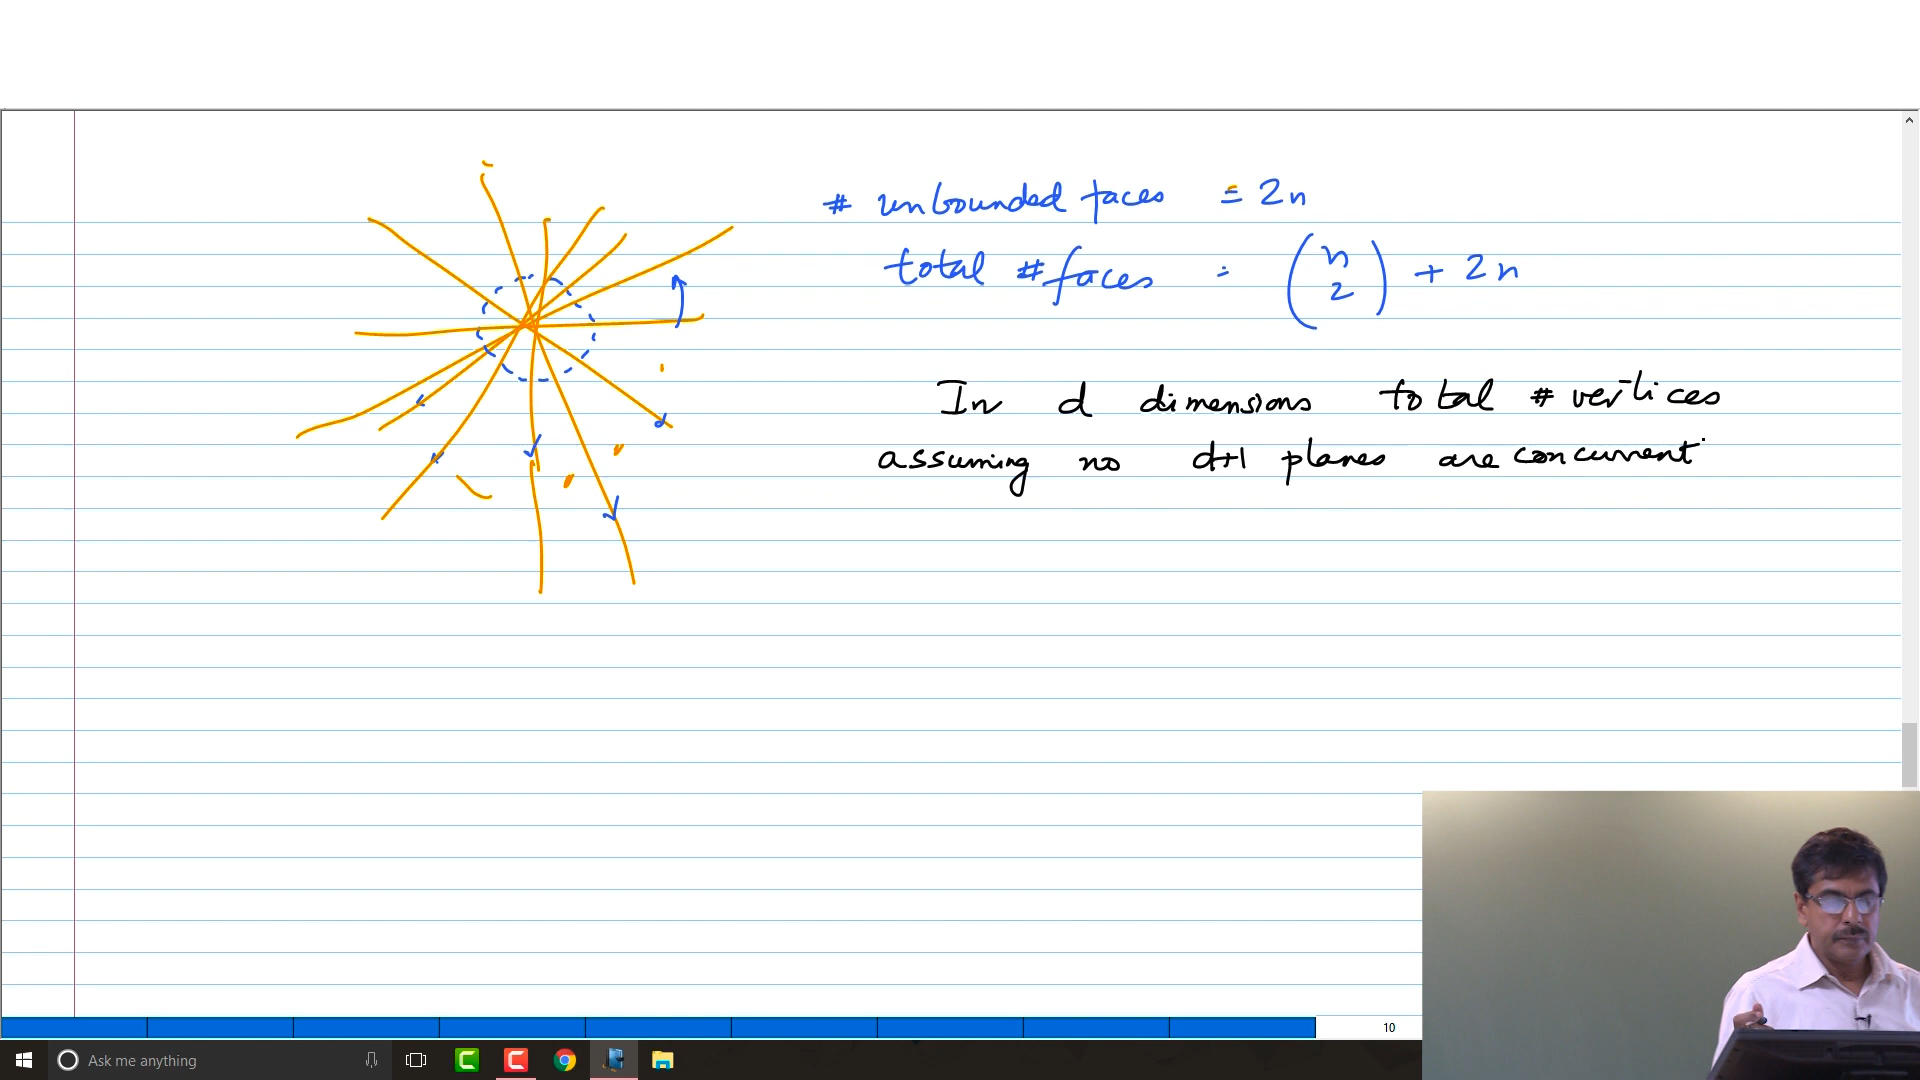 # unbounded faces = 2n
total # faces = (n 2) + 2n
In d dimensions total # vertices
assuming no d+1 planes are concurrent
10
Ask me anything